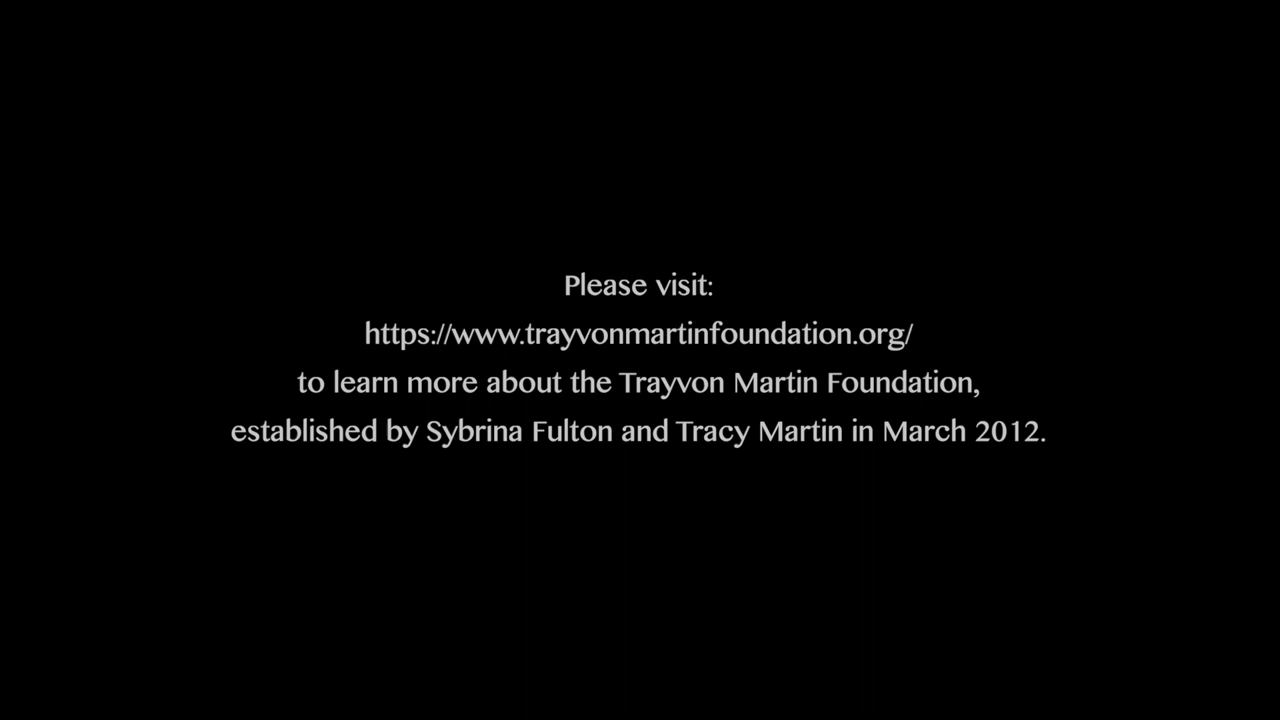 Please visit:
https://www.trayvonmartinfoundation.org/
to learn more about the Trayvon Martin Foundation,
established by Sybrina Fulton and Tracy Martin in March 2012.